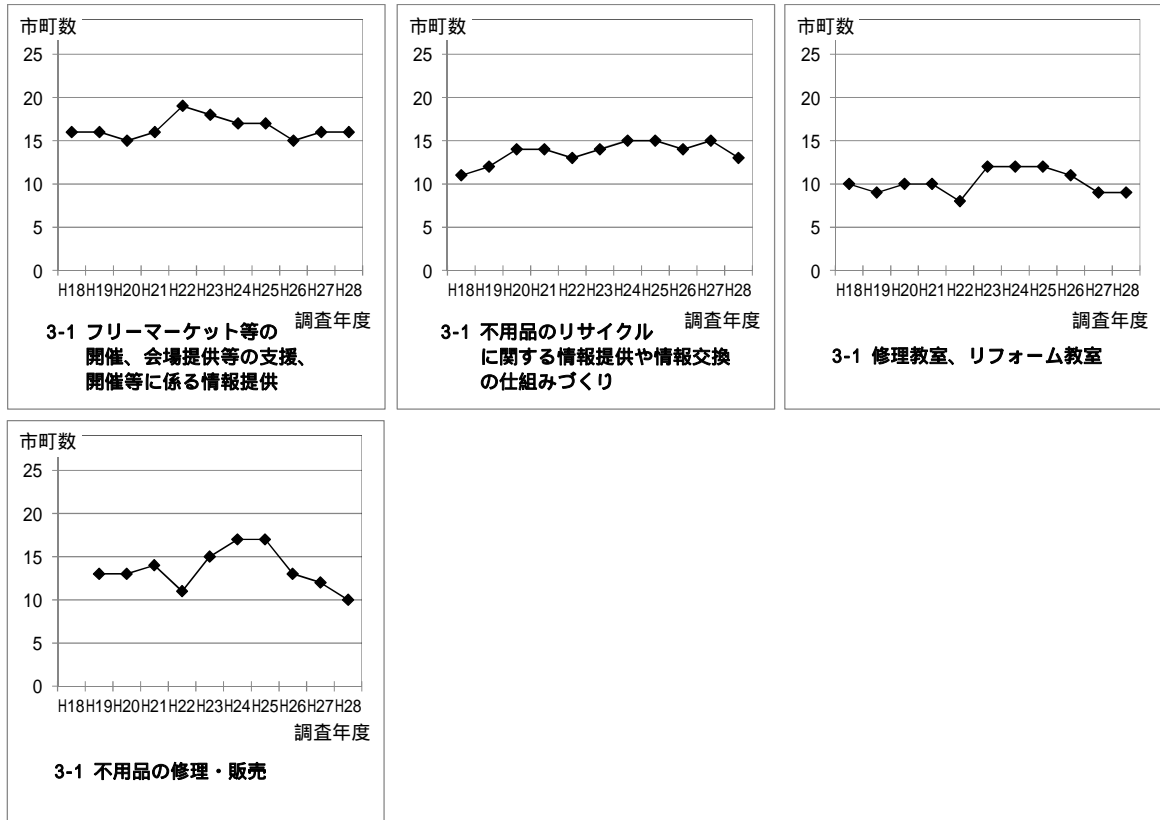 市町数
25
20
15
10
5
0
H18H19H20H21H22H23H24H25H26H27H28
調査年度
3-1 フリーマーケット等の
開催、会場提供等の支援、
開催等に係る情報提供
市町数
25
20
15
10
5
0
H18H19H20H21H22H23H24H25H26H27H28
調査年度
3-1 不用品のリサイクル
に関する情報提供や情報交換
の仕組みづくり
市町数
25
20
15
10
5
0
H18H19H20H21H22H23H24H25H26H27H28
調査年度
3-1 修理教室、リフォーム教室
市町数
25
20
15
10
5
0
H18H19H20H21H22H23H24H25H26H27H28
調査年度
3-1 不用品の修理・販売